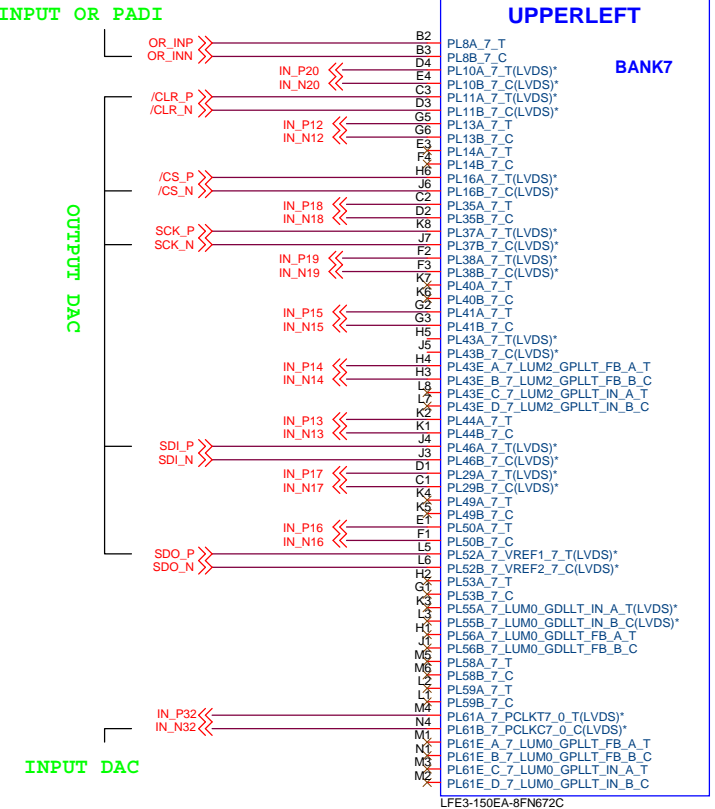 INPUT OR PADI
UPPERLEFT
BANK7
OR_INP B2 PL8A_7_T
OR_INN B3 PL8B_7_C
IN_P20 D4 PL10A_7_T(LVDS)*
IN_N20 E4 PL10B_7_C(LVDS)*
/CLR_P C3 PL11A_7_T(LVDS)*
/CLR_N D3 PL11B_7_C(LVDS)*
IN_P12 G5 PL13A_7_T
IN_N12 G6 PL13B_7_C
E3 PL14A_7_T
F4 PL14B_7_C
/CS_P H6 PL16A_7_T(LVDS)*
/CS_N J6 PL16B_7_C(LVDS)*
IN_P18 C2 PL35A_7_T
IN_N18 D2 PL35B_7_C
SCK_P K8 PL37A_7_T(LVDS)*
SCK_N J7 PL37B_7_C(LVDS)*
IN_P19 F2 PL38A_7_T(LVDS)*
IN_N19 F3 PL38B_7_C(LVDS)*
K7 PL40A_7_T
K6 PL40B_7_C
OUTPUT DAC
IN_P15 G2 PL41A_7_T
IN_N15 G3 PL41B_7_C
H5 PL43A_7_T(LVDS)*
J5 PL43B_7_C(LVDS)*
IN_P14 H4 PL43E_A_7_LUM2_GPLLT_FB_A_T
IN_N14 H3 PL43E_B_7_LUM2_GPLLT_FB_B_C
L8 PL43E_C_7_LUM2_GPLLT_IN_A_T
L7 PL43E_D_7_LUM2_GPLLT_IN_B_C
IN_P13 K2 PL44A_7_T
IN_N13 K1 PL44B_7_C
SDI_P J4 PL46A_7_T(LVDS)*
SDI_N J3 PL46B_7_C(LVDS)*
IN_P17 D1 PL29A_7_T(LVDS)*
IN_N17 C1 PL29B_7_C(LVDS)*
K4 PL49A_7_T
K5 PL49B_7_C
IN_P16 E1 PL50A_7_T
IN_N16 F1 PL50B_7_C
SDO_P L5 PL52A_7_VREF1_7_T(LVDS)*
SDO_N L6 PL52B_7_VREF2_7_C(LVDS)*
H2 PL53A_7_T
G1 PL53B_7_C
K3 PL55A_7_LUM0_GDLLT_IN_A_T(LVDS)*
L3 PL55B_7_LUM0_GDLLT_IN_B_C(LVDS)*
H1 PL56A_7_LUM0_GDLLT_FB_A_T
J1 PL56B_7_LUM0_GDLLT_FB_B_C
M5 PL58A_7_T
M6 PL58B_7_C
L2 PL59A_7_T
L1 PL59B_7_C
IN_P32 M4 PL61A_7_PCLKT7_0_T(LVDS)*
IN_N32 N4 PL61B_7_PCLKC7_0_C(LVDS)*
M1 PL61E_A_7_LUM0_GPLLT_FB_A_T
N1 PL61E_B_7_LUM0_GPLLT_FB_B_C
M3 PL61E_C_7_LUM0_GPLLT_IN_A_T
M2 PL61E_D_7_LUM0_GPLLT_IN_B_C
INPUT DAC
LFE3-150EA-8FN672C